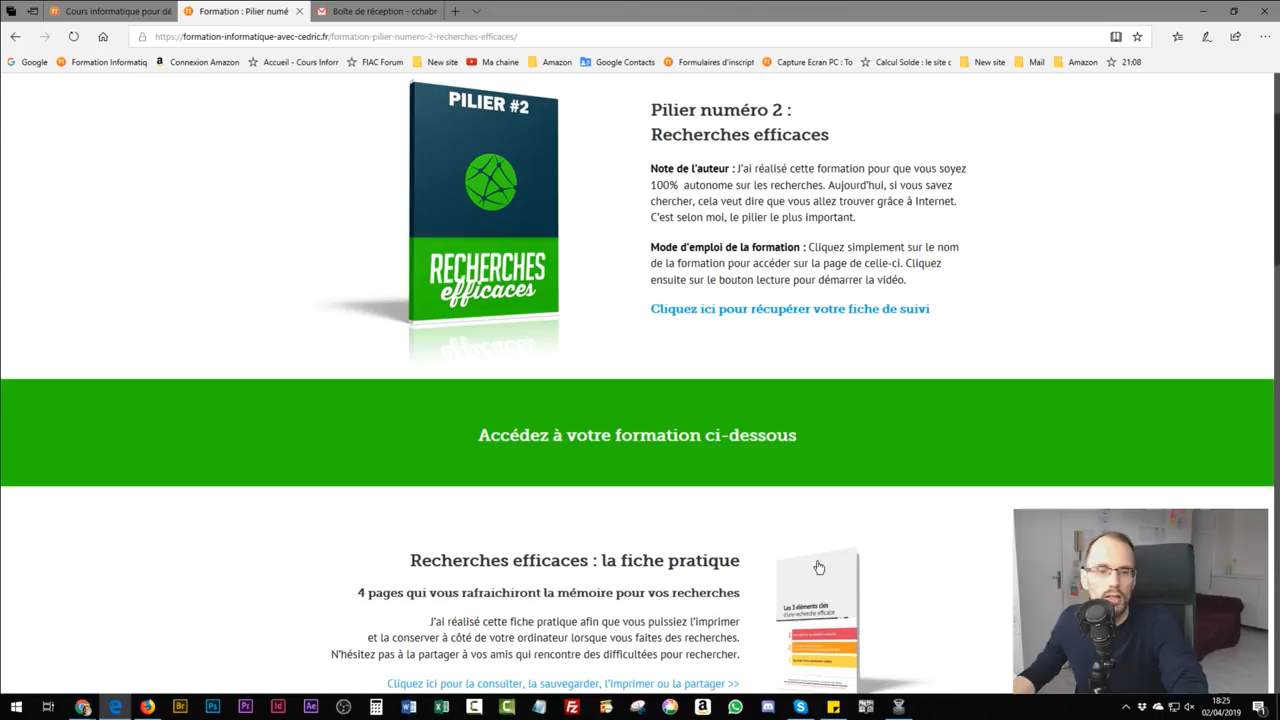 Cours informatique pour dé
Formation : Pilier numé
Boîte de réception - cchabre
https://formation-informatique-avec-cedric.fr/formation-pilier-numero-2-recherches-efficaces/
Google
Formation Informatiq
Connexion Amazon
Accueil - Cours Inforr
FIAC Forum
New site
Ma chaine
Amazon
Google Contacts
Formulaires d'inscript
Capture Ecran PC : To
Calcul Solde : le site c
New site
Mail
Amazon
21:08
PILIER #2
RECHERCHES
efficaces
Pilier numéro 2 :
Recherches efficaces
Note de l'auteur : J'ai réalisé cette formation pour que vous soyez
100% autonome sur les recherches. Aujourd'hui, si vous savez
chercher, cela veut dire que vous allez trouver grâce à Internet.
C'est selon moi, le pilier le plus important.
Mode d'emploi de la formation : Cliquez simplement sur le nom
de la formation pour accéder sur la page de celle-ci. Cliquez
ensuite sur le bouton lecture pour démarrer la vidéo.
Cliquez ici pour récupérer votre fiche de suivi
Accédez à votre formation ci-dessous
Recherches efficaces : la fiche pratique
4 pages qui vous rafraichiront la mémoire pour vos recherches
J'ai réalisé cette fiche pratique afin que vous puissiez l'imprimer
et la conserver à côté de votre ordinateur lorsque vous faites des recherches.
N'hésitez pas à la partager à vos amis qui rencontre des difficultées pour rechercher.
Cliquez ici pour la consulter, la sauvegarder, l'imprimer ou la partager >>
Les 3 éléments clés
d'une recherche efficace
18:25
02/04/2019